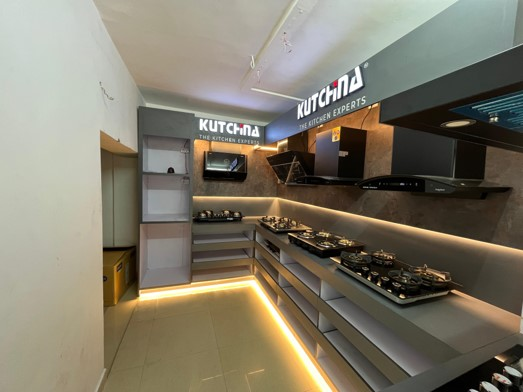 KUTCHINA
THE KITCHEN EXPERTS
KUTCHINA
THE KITCHEN EXPERTS